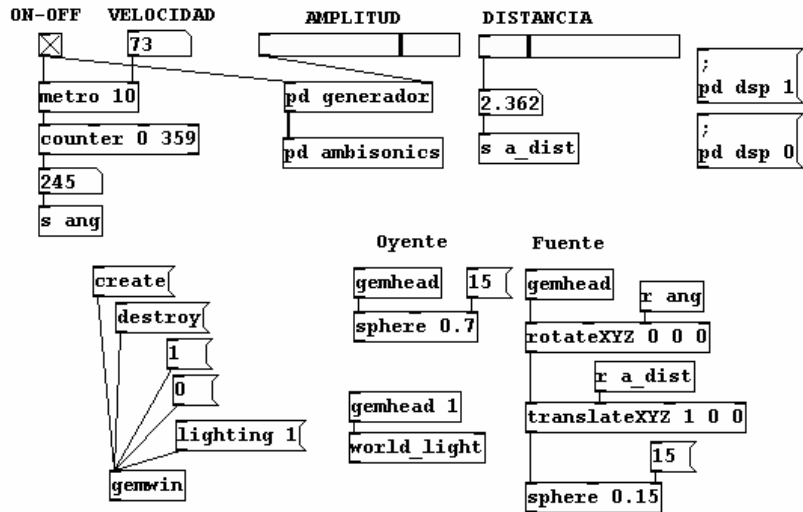 ON-OFF VELOCIDAD AMPLITUD DISTANCIA
73
metro 10
counter 0 359
245
s ang
pd generador
pd ambisonics
2.362
s a_dist
;
pd dsp 1
;
pd dsp 0
create
destroy
1
0
lighting 1
gemwin
Oyente
gemhead
15
sphere 0.7
gemhead 1
world_light
Fuente
gemhead
r ang
rotateXYZ 0 0 0
r a_dist
translateXYZ 1 0 0
15
sphere 0.15